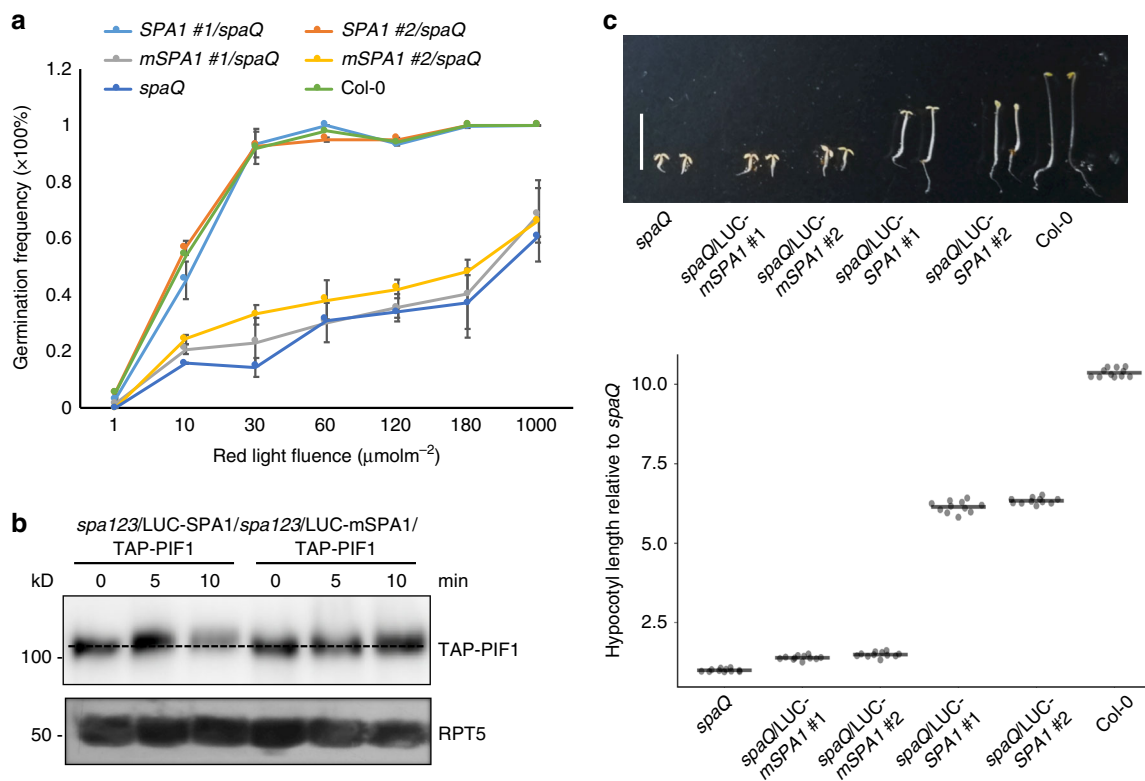 a
SPA1 #1/spaQ
SPA1 #2/spaQ
mSPA1 #1/spaQ
mSPA1 #2/spaQ
spaQ
Col-0
Germination frequency (×100%)
1.2
1
0.8
0.6
0.4
0.2
0
1 10 30 60 120 180 1000
Red light fluence (μmolm⁻²)
b
spa123/LUC-SPA1/ spa123/LUC-mSPA1/
TAP-PIF1 TAP-PIF1
kD 0 5 10 0 5 10 min
100 - TAP-PIF1
50 - RPT5
c
spaQ
spaQ/LUC-
mSPA1 #1
spaQ/LUC-
mSPA1 #2
spaQ/LUC-
SPA1 #1
spaQ/LUC-
SPA1 #2
Col-0
Hypocotyl length relative to spaQ
10.0
7.5
5.0
2.5
spaQ
spaQ/LUC-
mSPA1 #1
spaQ/LUC-
mSPA1 #2
spaQ/LUC-
SPA1 #1
spaQ/LUC-
SPA1 #2
Col-0